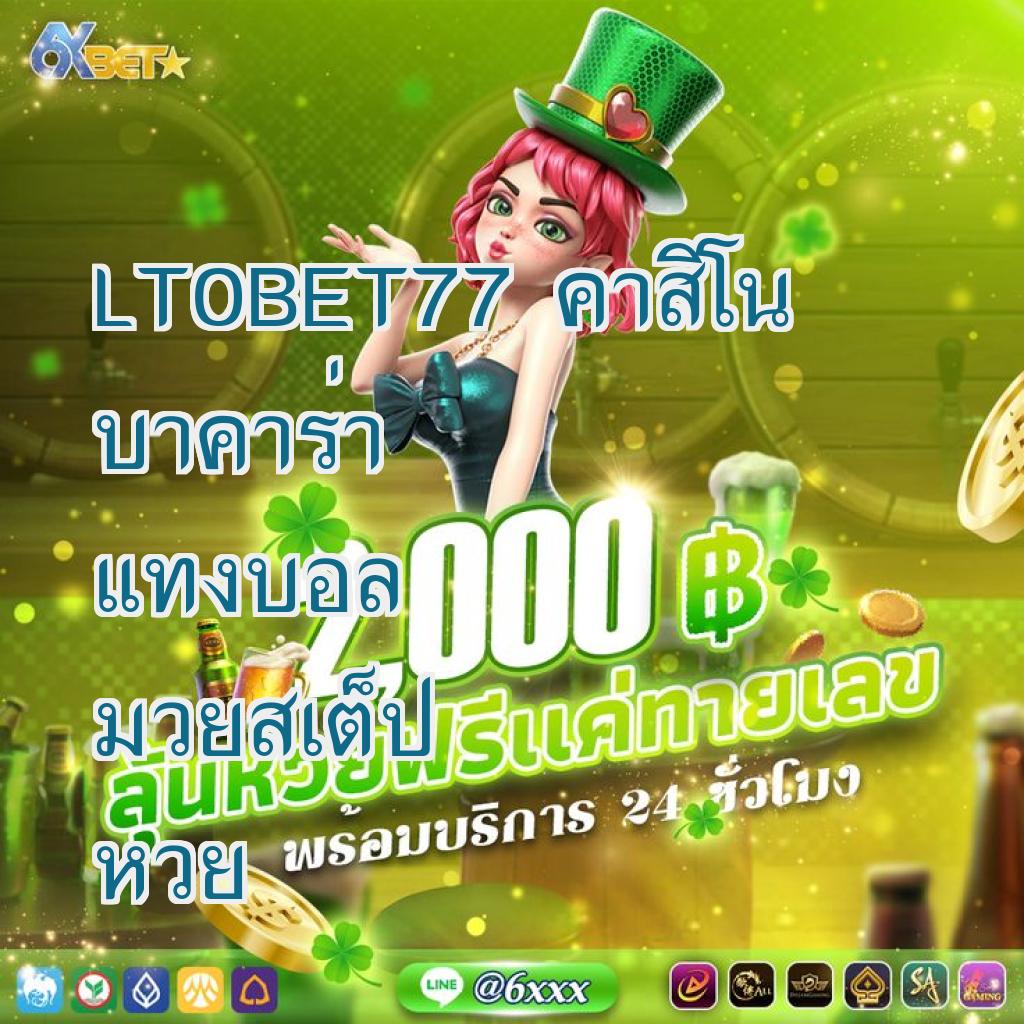 6XBET
LTOBET77 คาสิโน
บาคาร่า
แทงบอล
2,000 ฿
มวยสเต็ป
ลุ้นหวยฟรีแค่ทายเลข
พร้อมบริการ 24 ชั่วโมง
หวย
LINE @6xxx
ALL
SA
GAMING